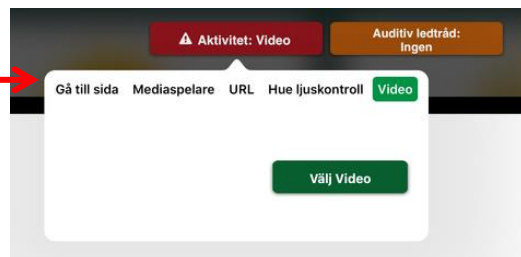 Aktivitet: Video
Auditiv ledtråd:
Ingen
Gå till sida Mediaspelare URL Hue ljuskontroll Video
Välj Video